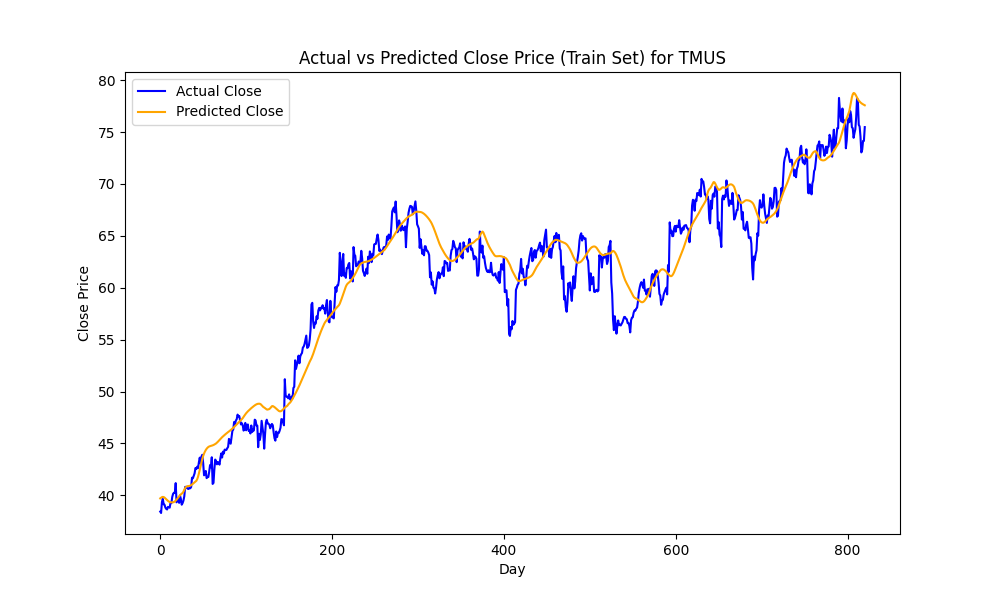 Actual vs Predicted Close Price (Train Set) for TMUS
Actual Close
Predicted Close
80
75
70
65
60
55
50
45
40
Close Price
0 200 400 600 800
Day